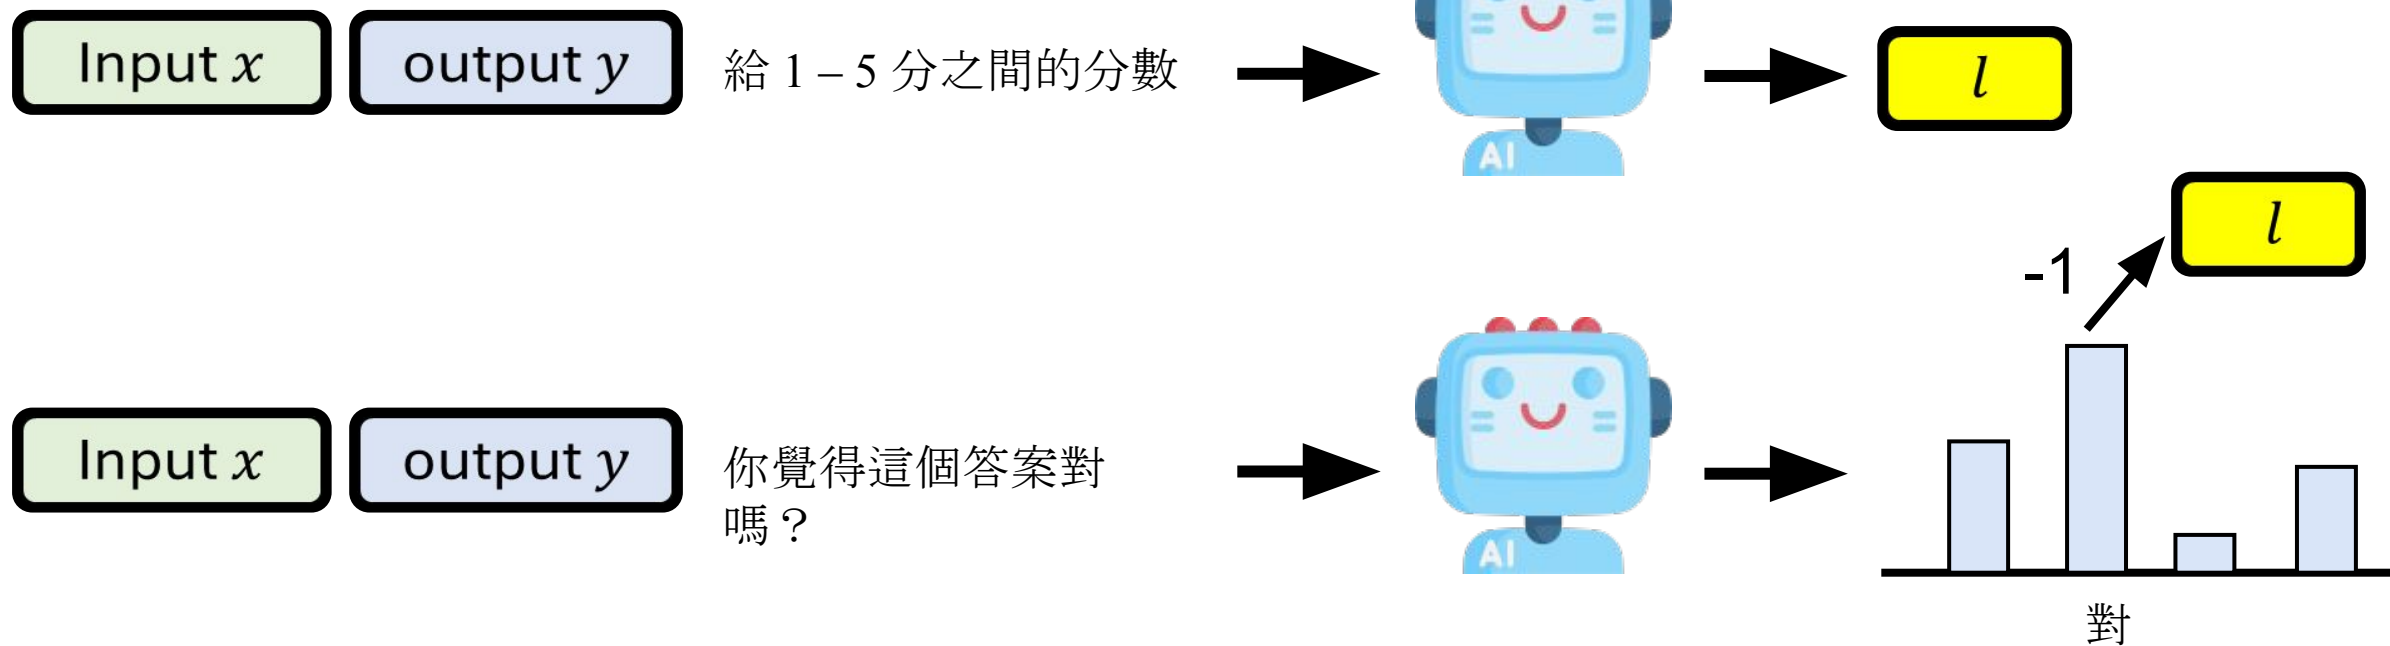 Input x
output y
給 1 – 5 分之間的分數
AI
l
l
-1
Input x
output y
你覺得這個答案對
嗎？
AI
對